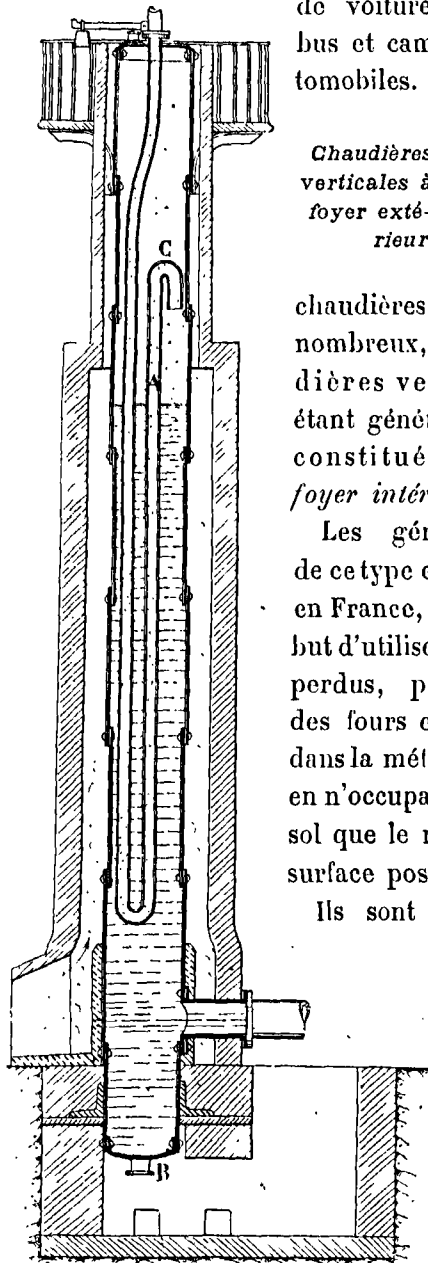 de voiture
bus et cam
tomobiles.
Chaudières
verticales à
foyer exté-
rieur
chaudières
nombreux,
dières ve
étant géné
constitué
foyer intér
Les gén
de ce type e
en France,
but d'utilise
perdus, p
des fours c
dans la mét
en n'occupa
sol que le
surface pos
Ils sont
C
A
B